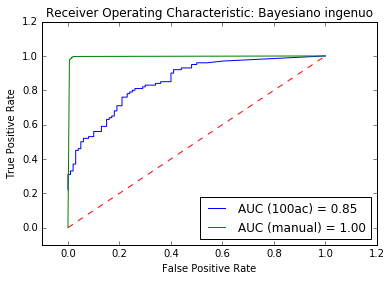 Receiver Operating Characteristic: Bayesiano ingenuo
1.2
1.0
0.8
0.6
0.4
0.2
0.0
True Positive Rate
AUC (100ac) = 0.85
AUC (manual) = 1.00
0.0 0.2 0.4 0.6 0.8 1.0 1.2
False Positive Rate